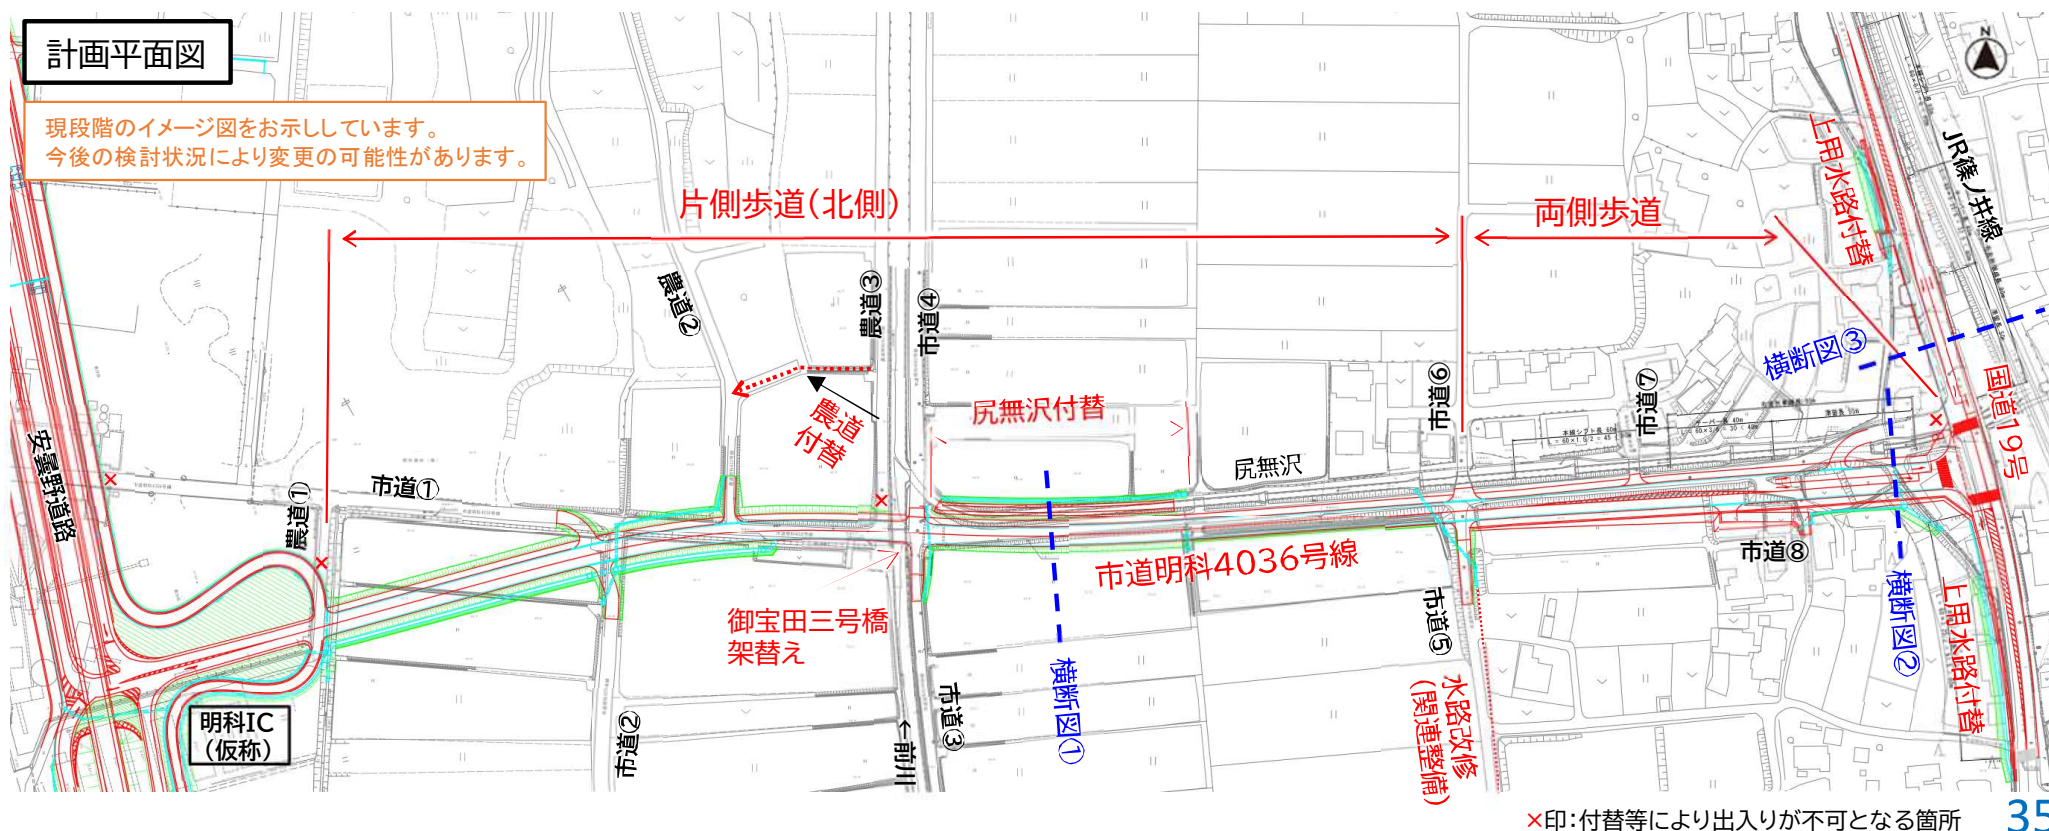 計画平面図
現段階のイメージ図をお示ししています。
今後の検討状況により変更の可能性があります。
N
片側歩道(北側)
両側歩道
上用水路付替
JR篠ノ井線
農道②
農道③
市道④
農道
付替
尻無沢付替
尻無沢
市道⑥
市道⑦
横断図③
国道19号
安曇野道路
農道①
市道①
市道明科4036号線
市道⑧
御宝田三号橋
架替え
市道⑤
横断図②
上用水路付替
明科IC
(仮称)
市道②
←前川
市道③
横断図①
水路改修
(関連整備)
×印:付替等により出入りが不可となる箇所
35